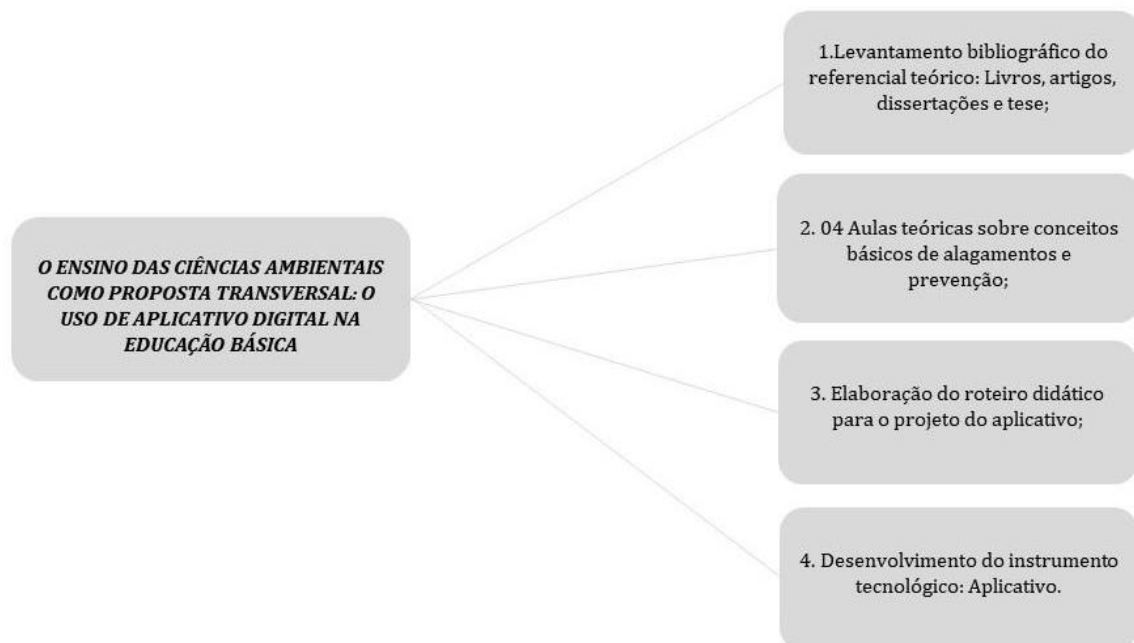 O ENSINO DAS CIÊNCIAS AMBIENTAIS
COMO PROPOSTA TRANSVERSAL: O
USO DE APLICATIVO DIGITAL NA
EDUCAÇÃO BÁSICA
1.Levantamento bibliográfico do
referencial teórico: Livros, artigos,
dissertações e tese;
2. 04 Aulas teóricas sobre conceitos
básicos de alagamentos e
prevenção;
3. Elaboração do roteiro didático
para o projeto do aplicativo;
4. Desenvolvimento do instrumento
tecnológico: Aplicativo.